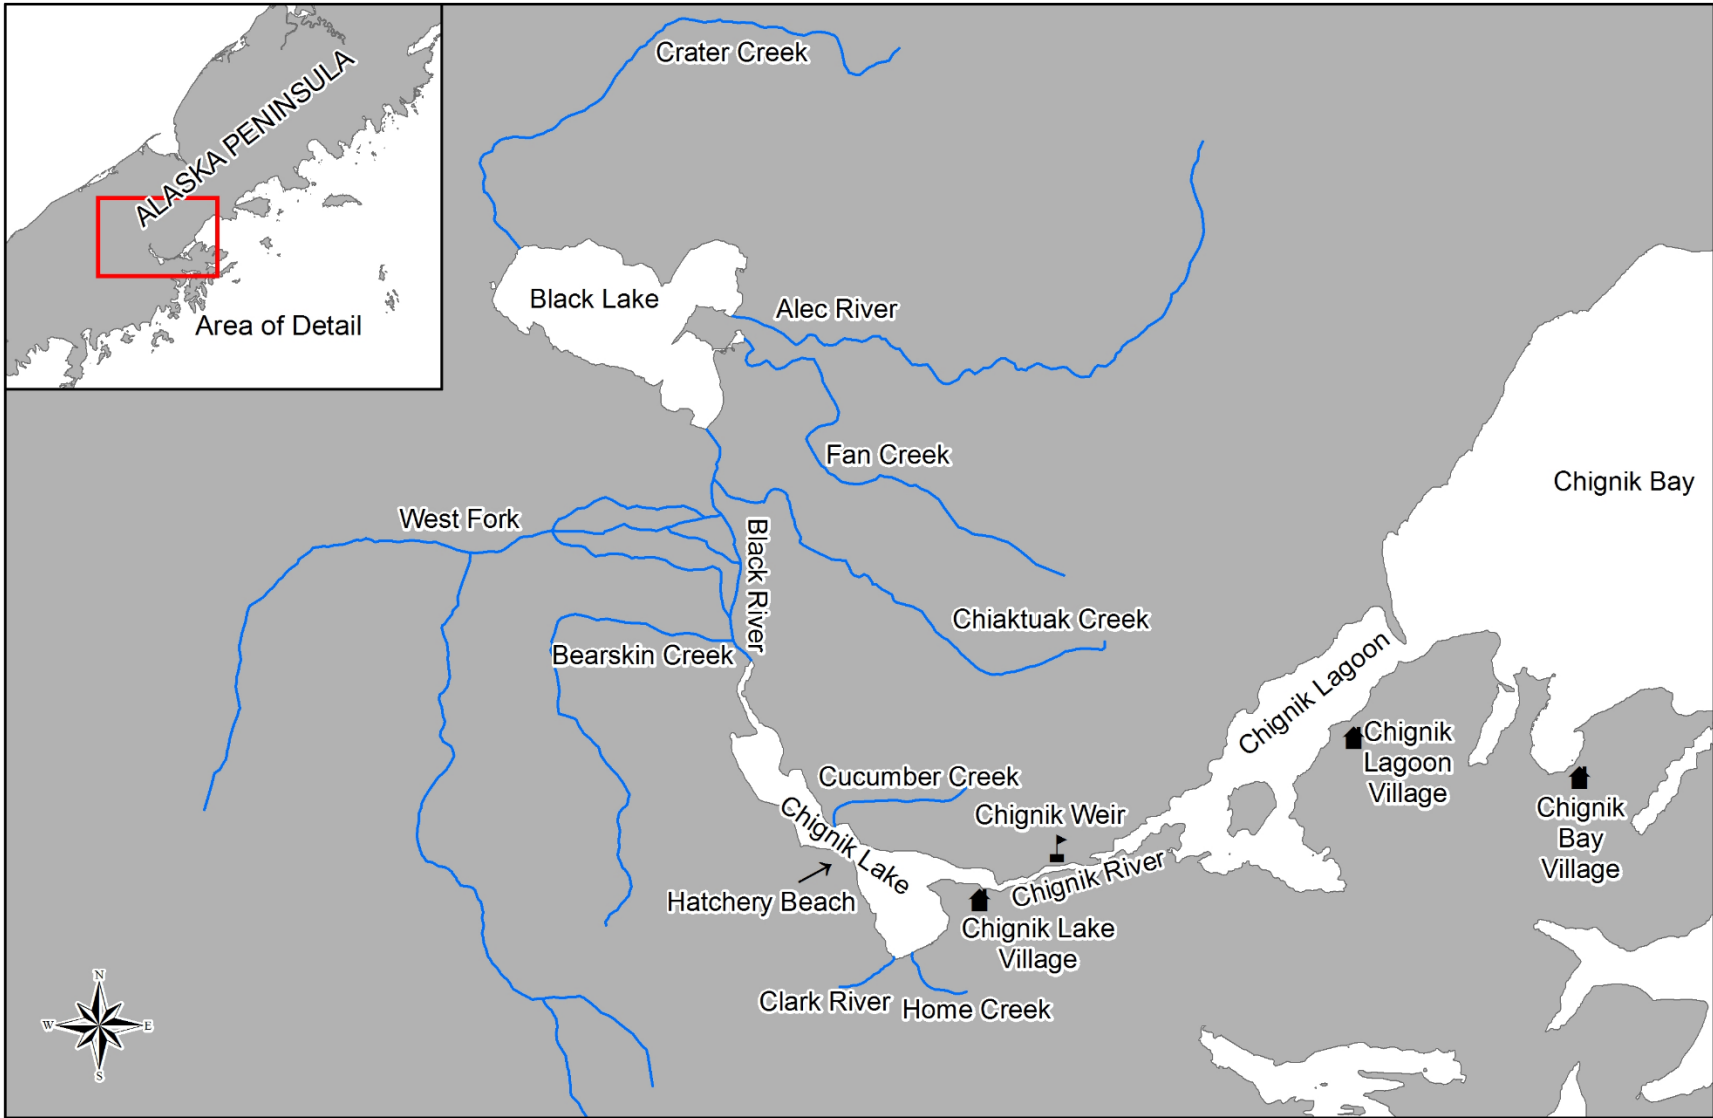 ALASKA PENINSULA
Area of Detail
Crater Creek
Black Lake
Alec River
Fan Creek
Chignik Bay
West Fork
Black River
Chiaktuak Creek
Bearskin Creek
Chignik Lagoon
Chignik
Lagoon
Village
Cucumber Creek
Chignik Weir
Chignik
Bay
Village
Chignik Lake
Chignik River
Hatchery Beach
Chignik Lake
Village
Clark River
Home Creek
N
W
E
S